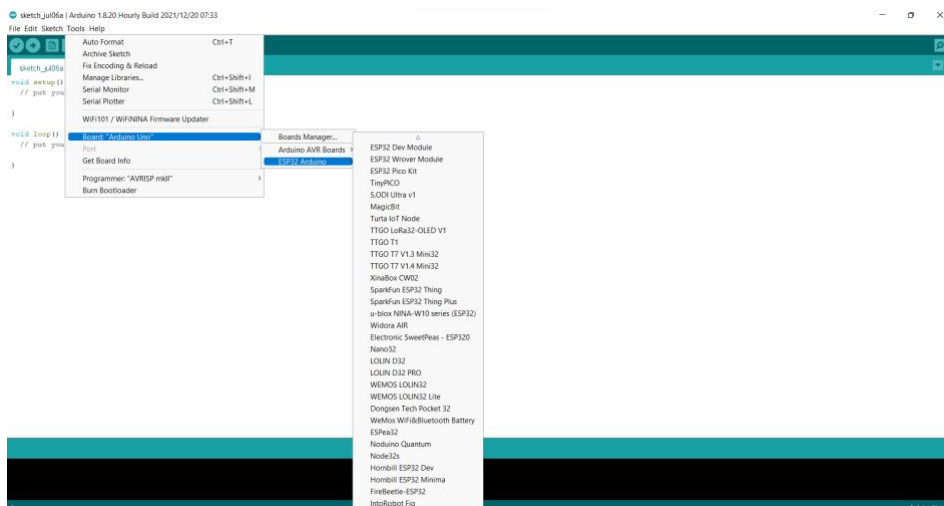 sketch_jul06a | Arduino 1.8.20 Hourly Build 2021/12/20 07:33
File Edit Sketch Tools Help
sketch_jul06a
void setup()
// put you
}
void loop()
// put you
}
Auto Format Ctrl+T
Archive Sketch
Fix Encoding & Reload
Manage Libraries... Ctrl+Shift+I
Serial Monitor Ctrl+Shift+M
Serial Plotter Ctrl+Shift+L
WiFi101 / WiFiNINA Firmware Updater
Board: "Arduino Uno"
Port
Get Board Info
Programmer: "AVRISP mkII"
Burn Bootloader
Boards Manager...
Arduino AVR Boards
ESP32 Arduino
ESP32 Dev Module
ESP32 Wrover Module
ESP32 Pico Kit
TinyPICO
S.ODI Ultra v1
MagicBit
Turta IoT Node
TTGO LoRa32-OLED V1
TTGO T1
TTGO T7 V1.3 Mini32
TTGO T7 V1.4 Mini32
XinaBox CW02
SparkFun ESP32 Thing
SparkFun ESP32 Thing Plus
u-blox NINA-W10 series (ESP32)
Widora AIR
Electronic SweetPeas - ESP320
Nano32
LOLIN D32
LOLIN D32 PRO
WEMOS LOLIN32
WEMOS LOLIN32 Lite
Dongsen Tech Pocket 32
WeMos WiFi&Bluetooth Battery
ESPea32
Noduino Quantum
Node32s
Hornbill ESP32 Dev
Hornbill ESP32 Minima
FireBeetle-ESP32
IntoRobot Fig